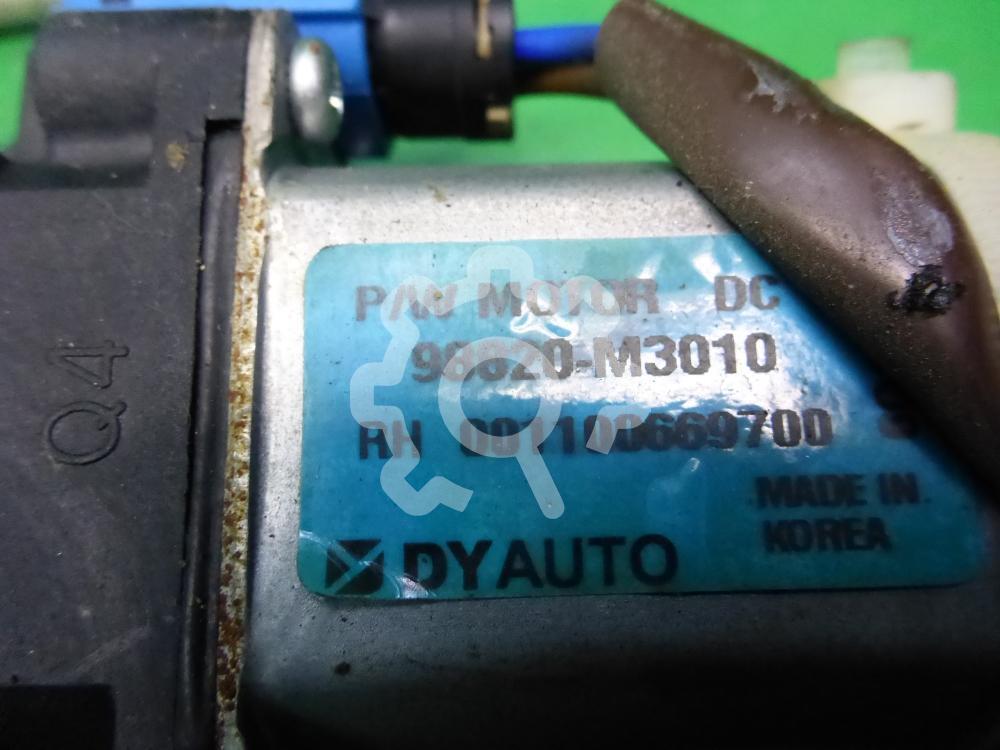 P/W MOTOR DC
98820-M3010
RH 001100669700
MADE IN
KOREA
DYAUTO
Q4